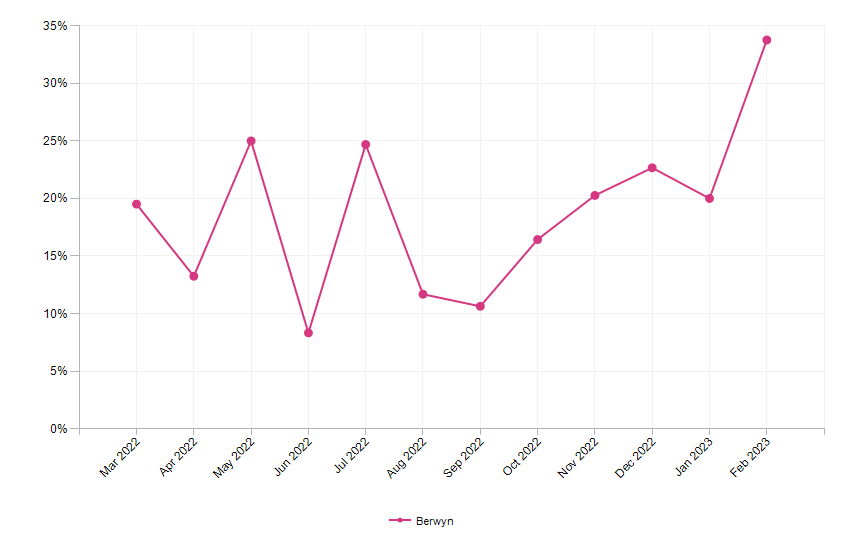 35%
30%
25%
20%
15%
10%
5%
0%
Mar 2022
Apr 2022
May 2022
Jun 2022
Jul 2022
Aug 2022
Sep 2022
Oct 2022
Nov 2022
Dec 2022
Jan 2023
Feb 2023
Berwyn